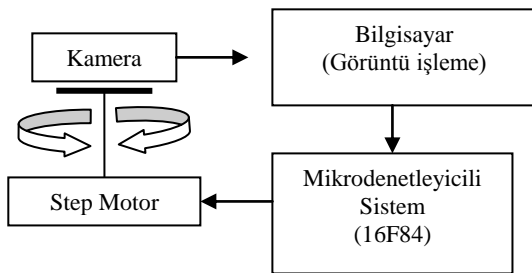 Kamera
Bilgisayar
(Görüntü işleme)
Step Motor
Mikrodenetleyicili
Sistem
(16F84)